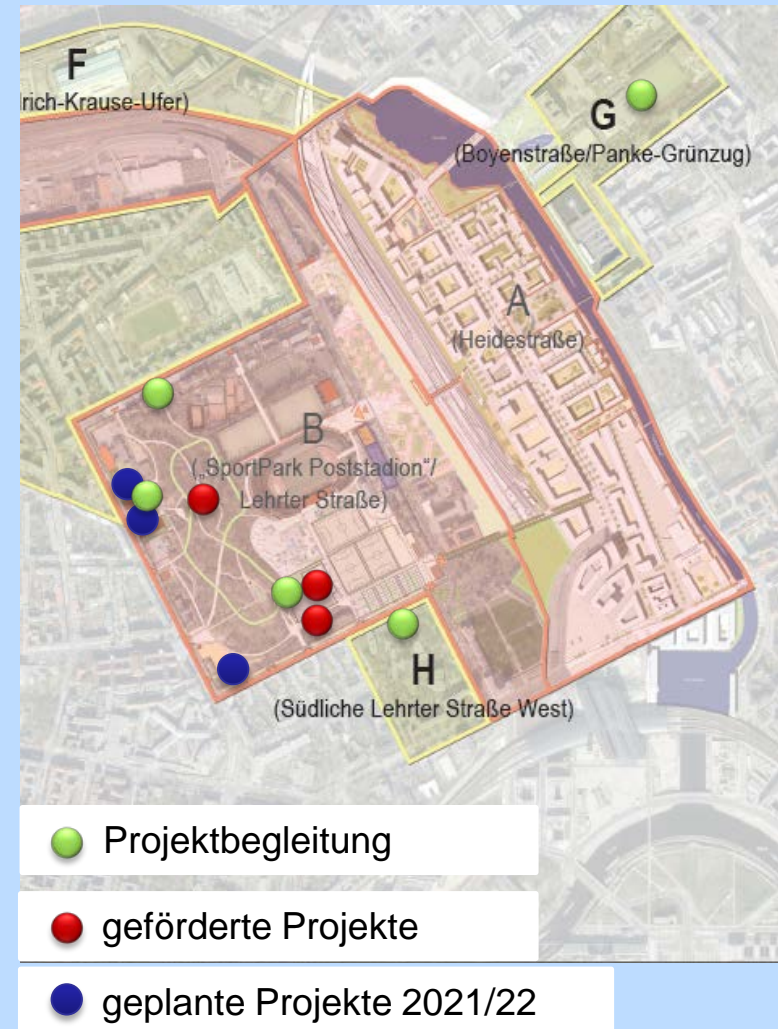 F
rich-Krause-Ufer)
G
(Boyenstraße/Panke-Grünzug)
A
(Heidestraße)
B
(„SportPark Poststadion"/
Lehrter Straße)
H
(Südliche Lehrter Straße West)
Projektbegleitung
geförderte Projekte
geplante Projekte 2021/22